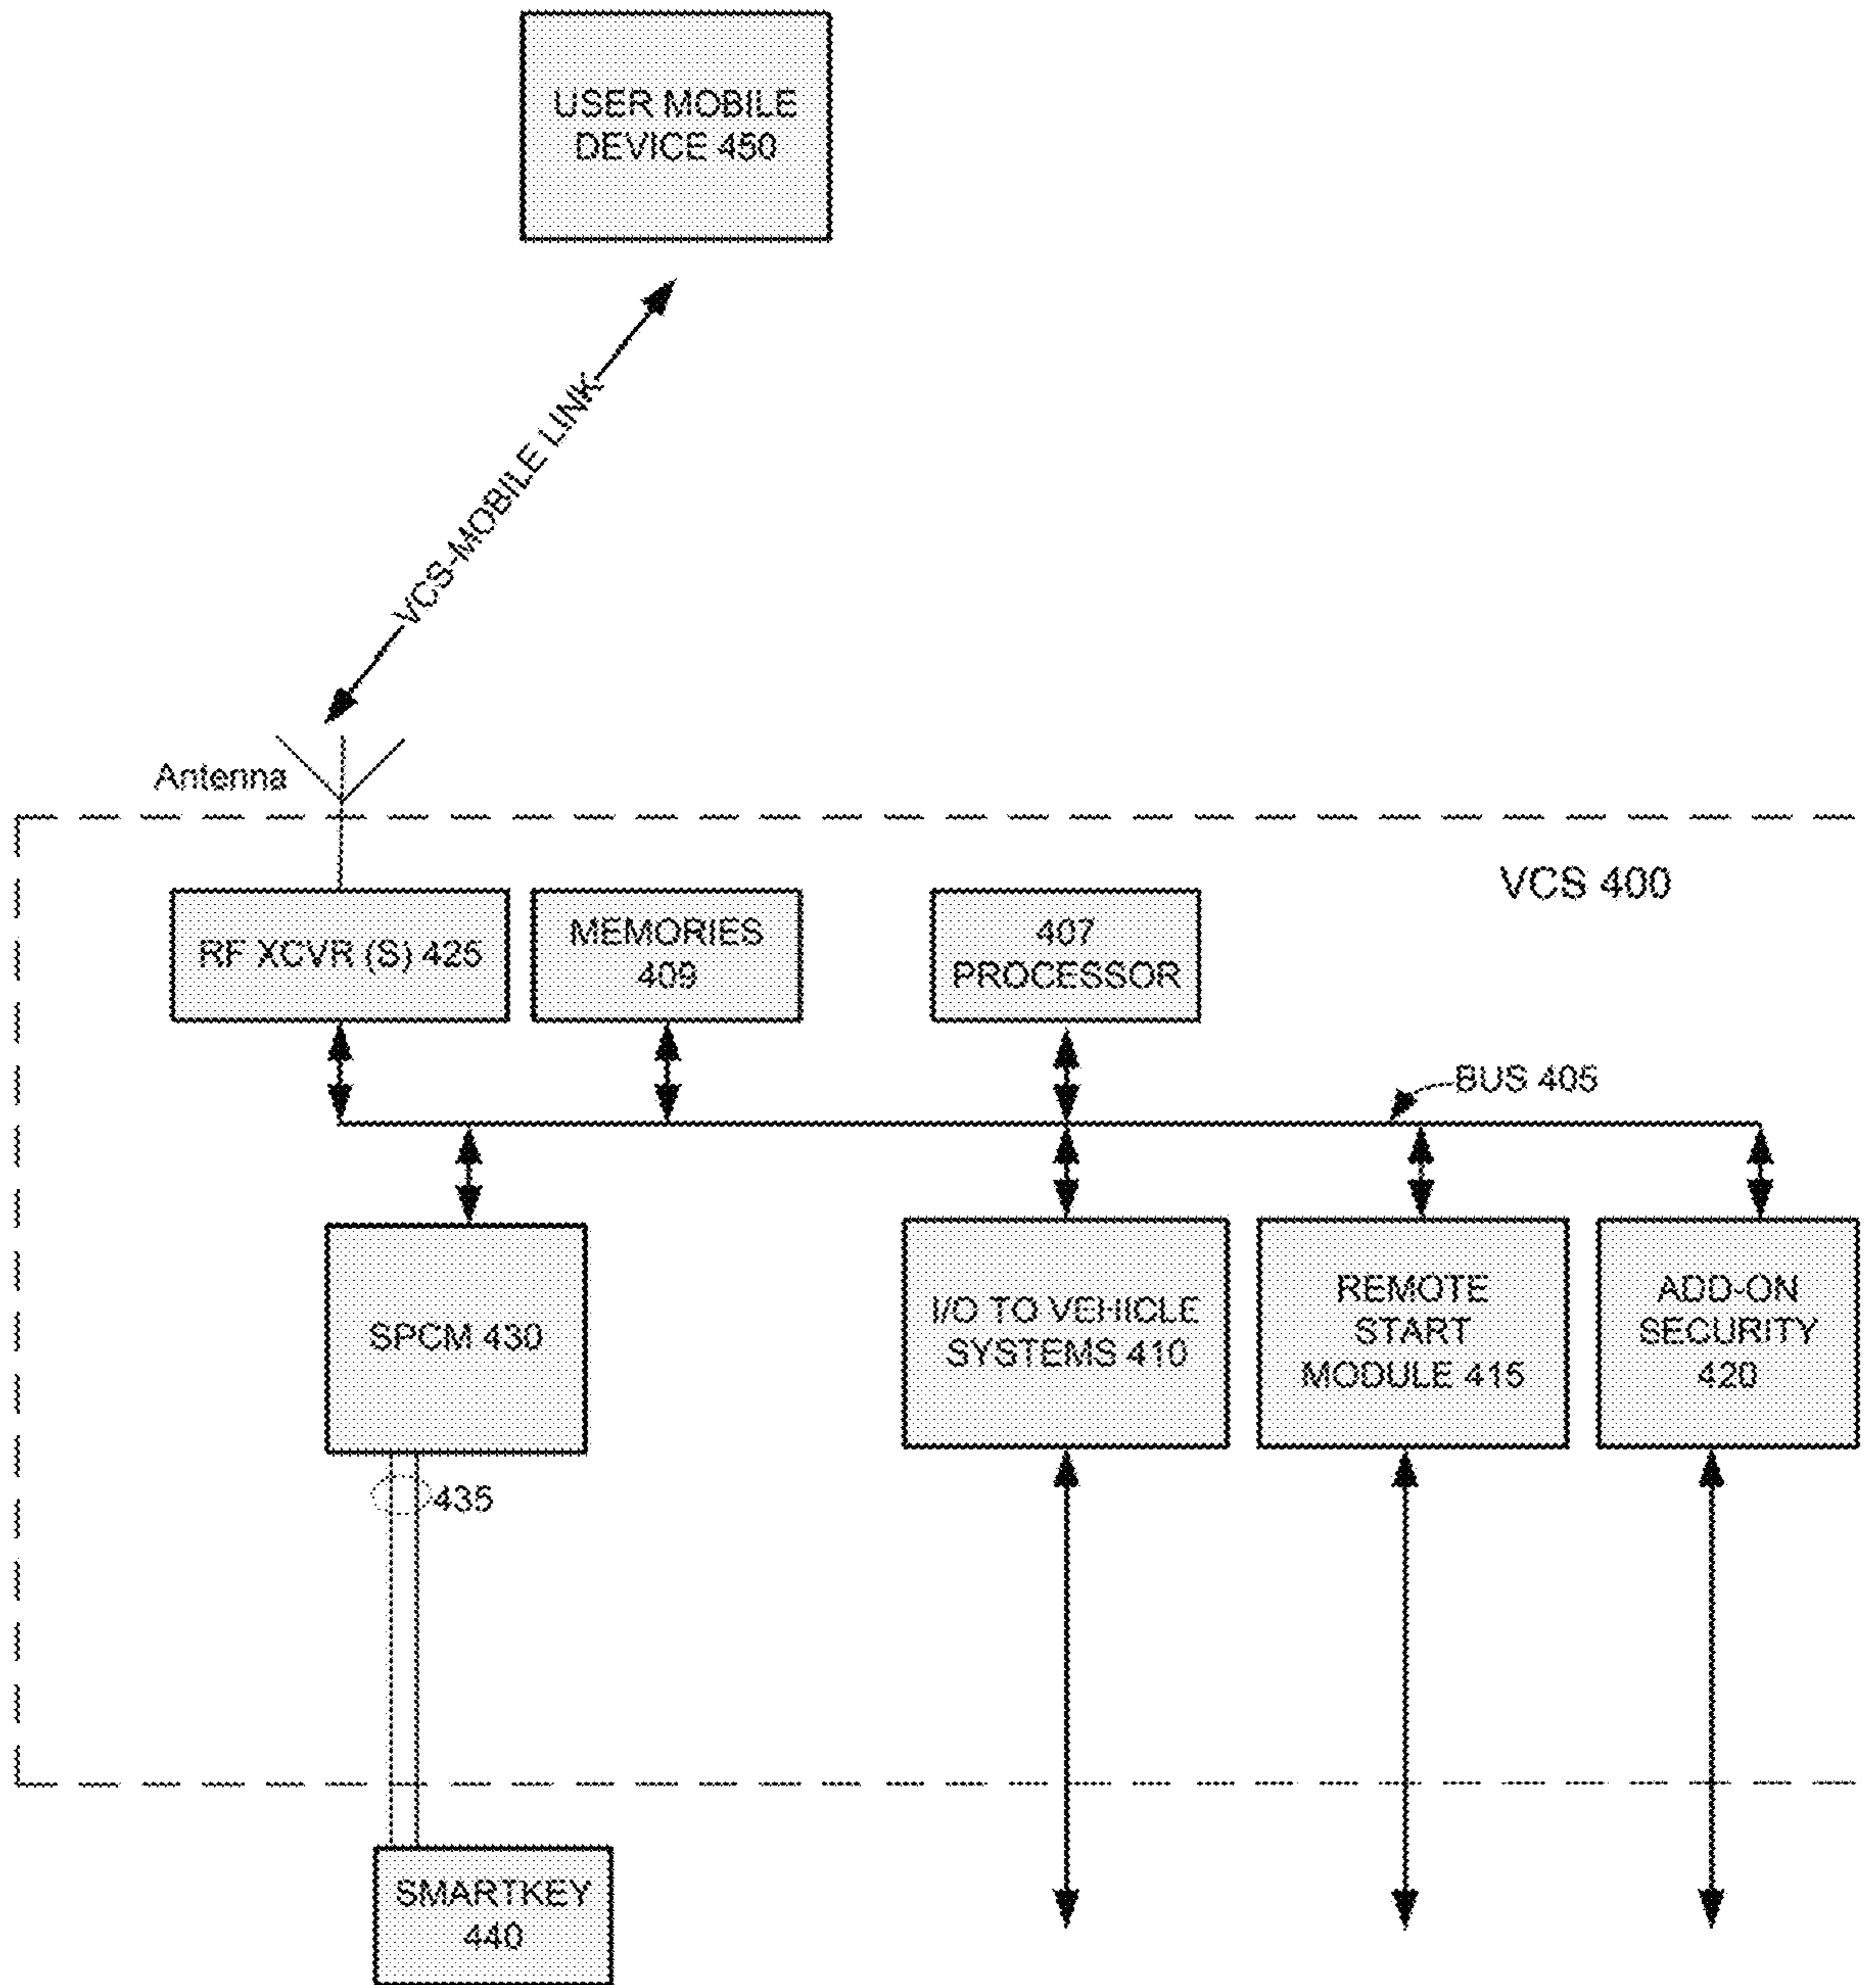 USER MOBILE
DEVICE 450
VCS-MOBILE LINK
Antenna
VCS 400
RF XCVR (S) 425
MEMORIES
409
407
PROCESSOR
BUS 405
SPCM 430
I/O TO VEHICLE
SYSTEMS 410
REMOTE
START
MODULE 415
ADD-ON
SECURITY
420
435
SMARTKEY
440